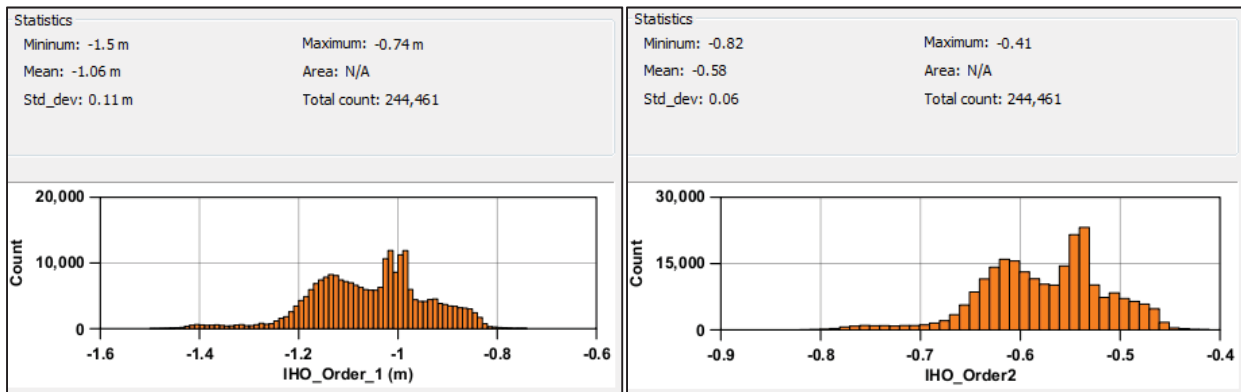 Statistics
Mininum: -1.5 m Maximum: -0.74 m
Mean: -1.06 m Area: N/A
Std_dev: 0.11 m Total count: 244,461
20,000
10,000
0
Count
-1.6 -1.4 -1.2 -1 -0.8 -0.6
IHO_Order_1 (m)
Statistics
Mininum: -0.82 Maximum: -0.41
Mean: -0.58 Area: N/A
Std_dev: 0.06 Total count: 244,461
30,000
15,000
0
Count
-0.9 -0.8 -0.7 -0.6 -0.5 -0.4
IHO_Order2